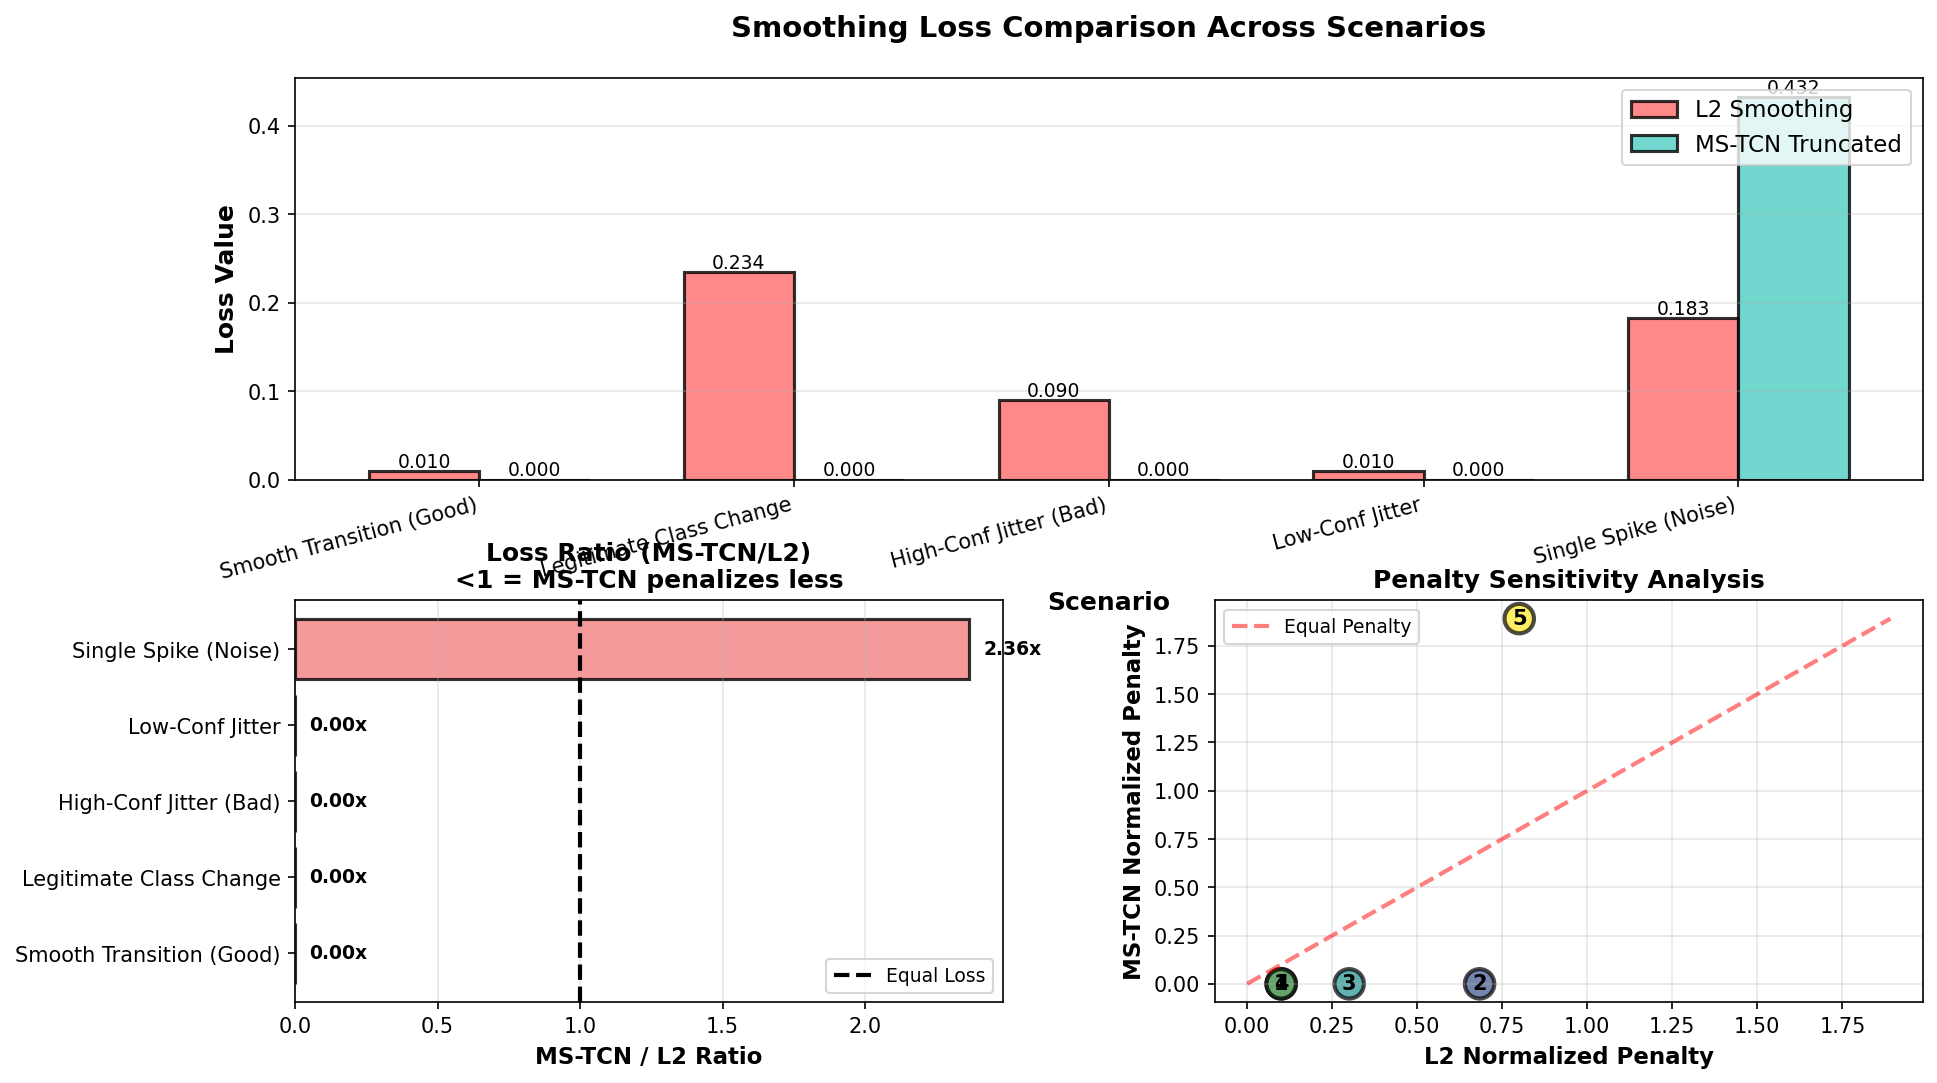 Smoothing Loss Comparison Across Scenarios
Loss Value
0.4
0.3
0.2
0.1
0.0
0.010
0.000
0.234
0.000
0.090
0.000
0.010
0.000
0.183
0.432
L2 Smoothing
MS-TCN Truncated
Smooth Transition (Good)
Legitimate Class Change
High-Conf Jitter (Bad)
Low-Conf Jitter
Single Spike (Noise)
Scenario
Loss Ratio (MS-TCN/L2)
<1 = MS-TCN penalizes less
Single Spike (Noise)
2.36x
Low-Conf Jitter
0.00x
High-Conf Jitter (Bad)
0.00x
Legitimate Class Change
0.00x
Smooth Transition (Good)
0.00x
Equal Loss
0.0
0.5
1.0
1.5
2.0
MS-TCN / L2 Ratio
Penalty Sensitivity Analysis
Equal Penalty
MS-TCN Normalized Penalty
1.75
1.50
1.25
1.00
0.75
0.50
0.25
0.00
5
4
3
2
0.00
0.25
0.50
0.75
1.00
1.25
1.50
1.75
L2 Normalized Penalty